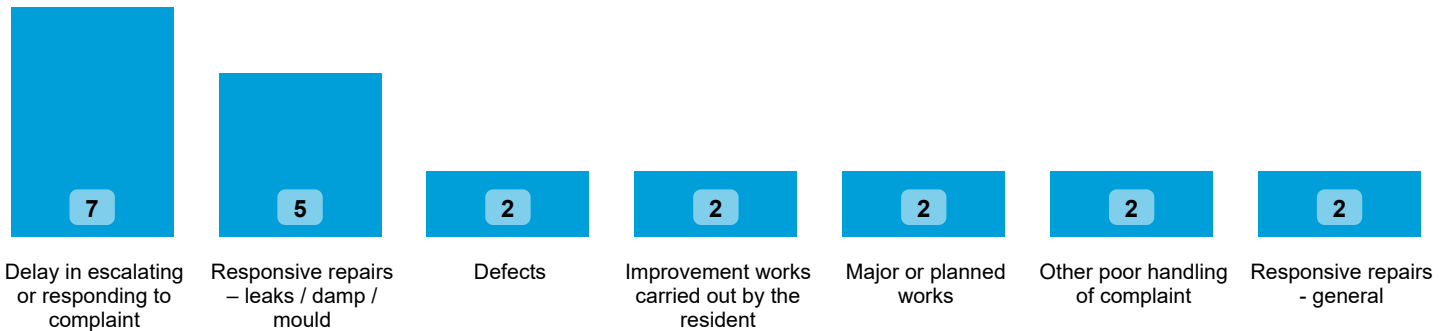 7
5
2
2
2
2
2
Delay in escalating
or responding to
complaint
Responsive repairs
– leaks / damp /
mould
Defects
Improvement works
carried out by the
resident
Major or planned
works
Other poor handling
of complaint
Responsive repairs
- general